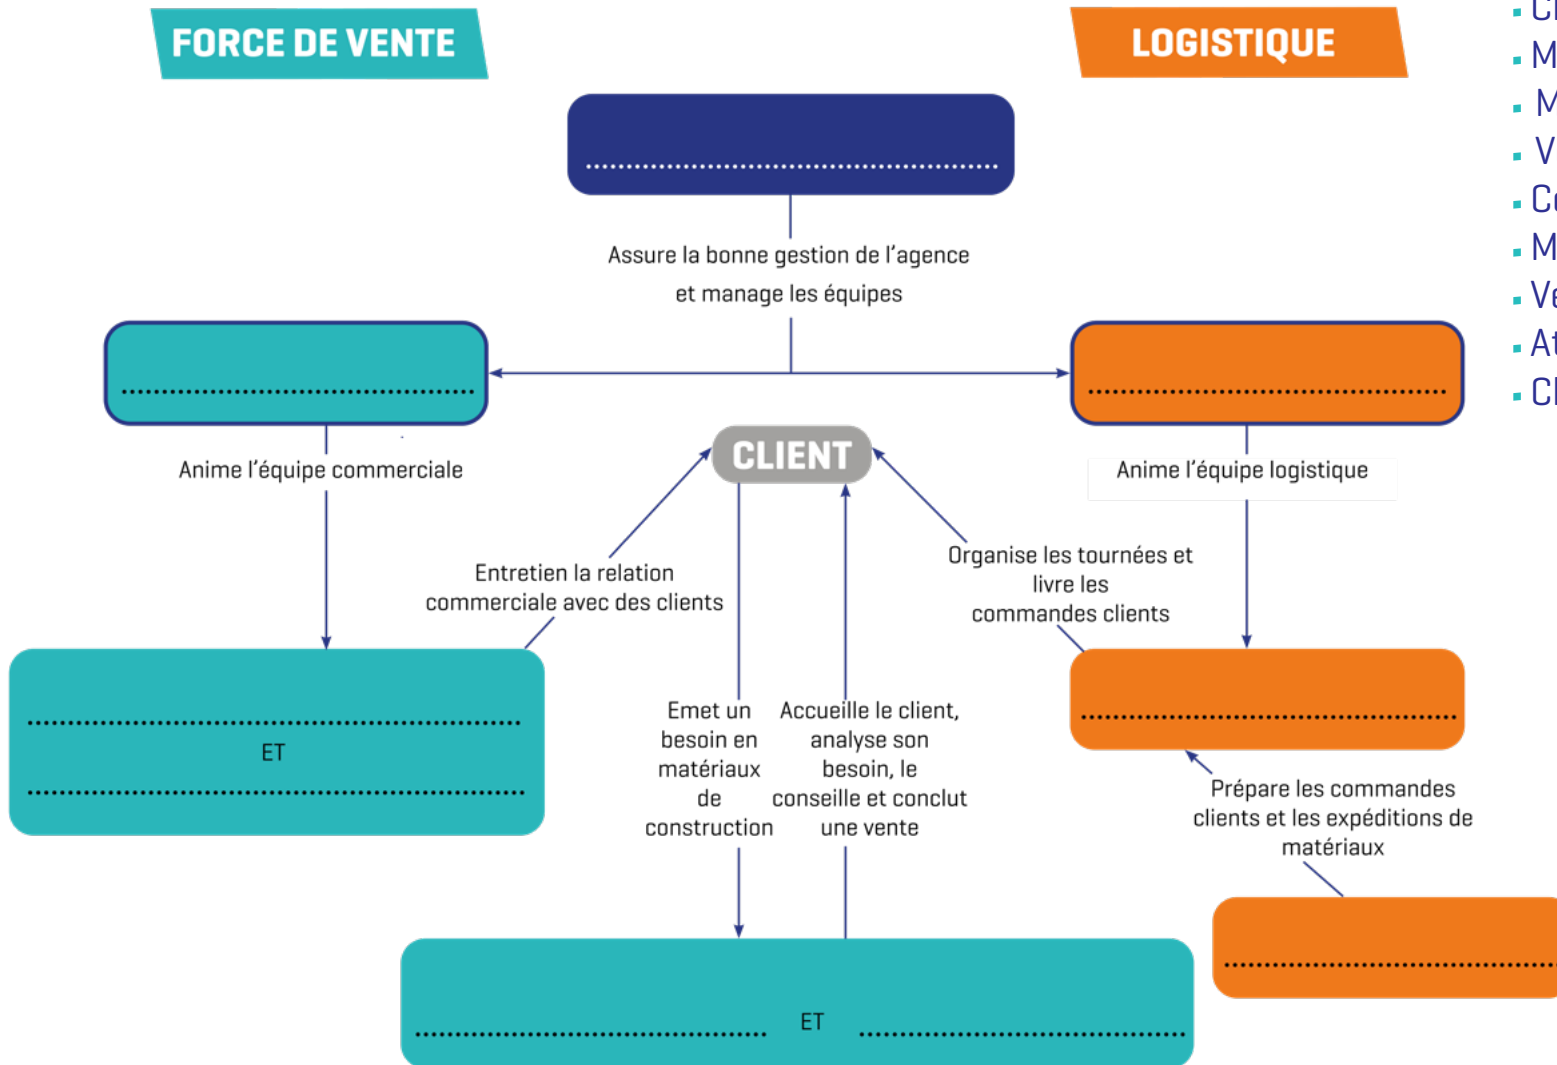 FORCE DE VENTE
LOGISTIQUE
Assure la bonne gestion de l'agence
et manage les équipes
Anime l'équipe commerciale
CLIENT
Anime l'équipe logistique
Entretien la relation
commerciale avec des clients
Organise les tournées et
livre les
commandes clients
ET
Emet un
besoin en
matériaux
de
construction
Accueille le client,
analyse son
besoin, le
conseille et conclut
une vente
Prépare les commandes
clients et les expéditions de
matériaux
ET